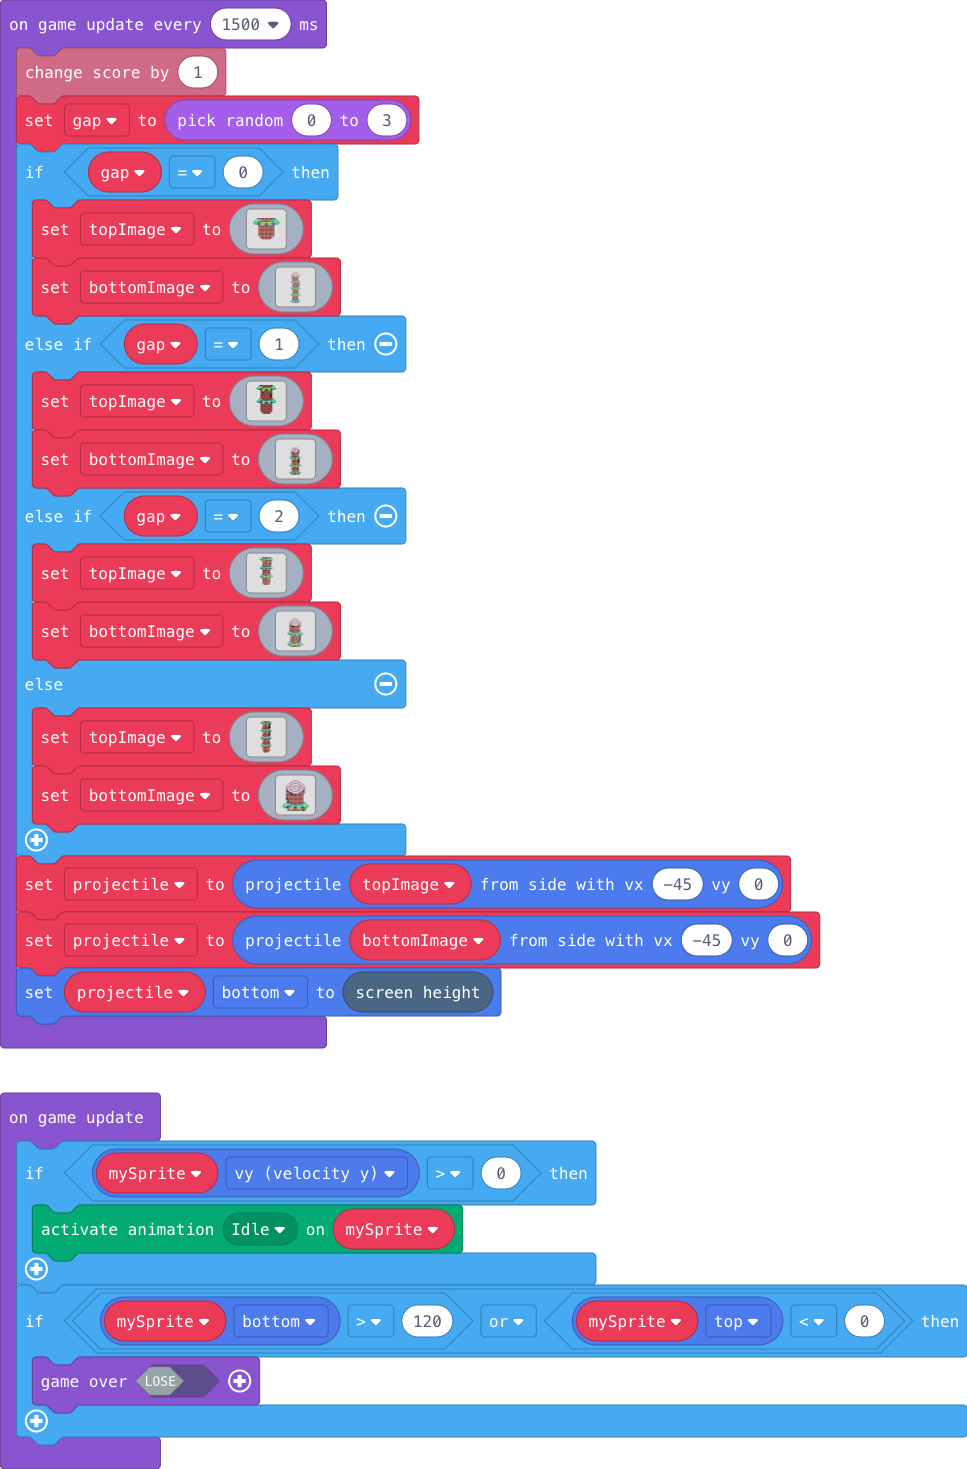 on game update every 1500 ms
change score by 1
set gap to pick random 0 to 3
if gap = 0 then
set topImage to
set bottomImage to
else if gap = 1 then
set topImage to
set bottomImage to
else if gap = 2 then
set topImage to
set bottomImage to
else
set topImage to
set bottomImage to
set projectile to projectile topImage from side with vx -45 vy 0
set projectile to projectile bottomImage from side with vx -45 vy 0
set projectile bottom to screen height
on game update
if mySprite vy (velocity y) > 0 then
activate animation Idle on mySprite
if mySprite bottom > 120 or mySprite top < 0 then
game over LOSE